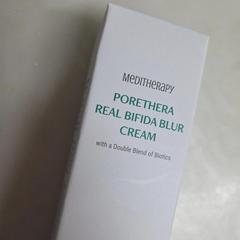 MEDITHERAPY
PORETHERA
REAL BIFIDA BLUR
CREAM
with a Double Blend of Biotics